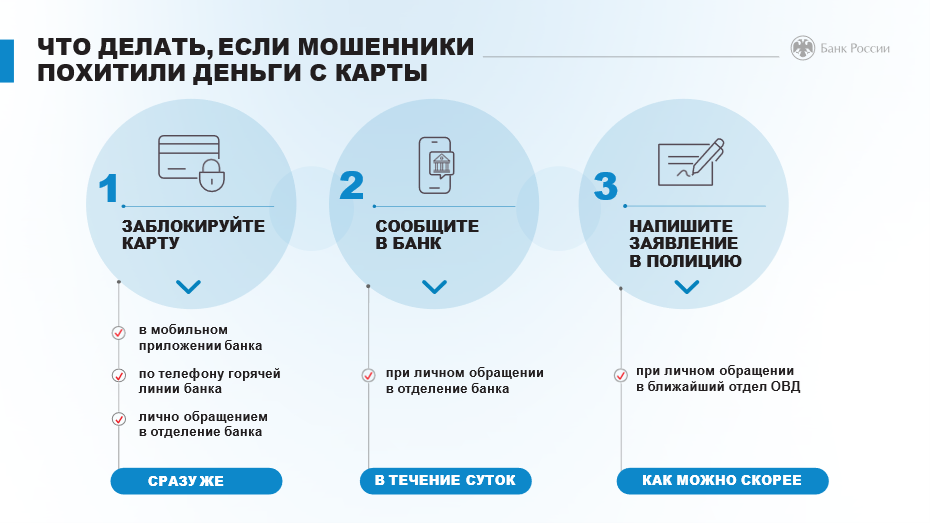 ЧТО ДЕЛАТЬ, ЕСЛИ МОШЕННИКИ
ПОХИТИЛИ ДЕНЬГИ С КАРТЫ
Банк России
1
ЗАБЛОКИРУЙТЕ
КАРТУ
в мобильном
приложении банка
по телефону горячей
линии банка
лично обращением
в отделение банка
СРАЗУ ЖЕ
2
СООБЩИТЕ
В БАНК
при личном обращении
в отделение банка
В ТЕЧЕНИЕ СУТОК
3
НАПИШИТЕ
ЗАЯВЛЕНИЕ
В ПОЛИЦИЮ
при личном обращении
в ближайший отдел ОВД
КАК МОЖНО СКОРЕЕ